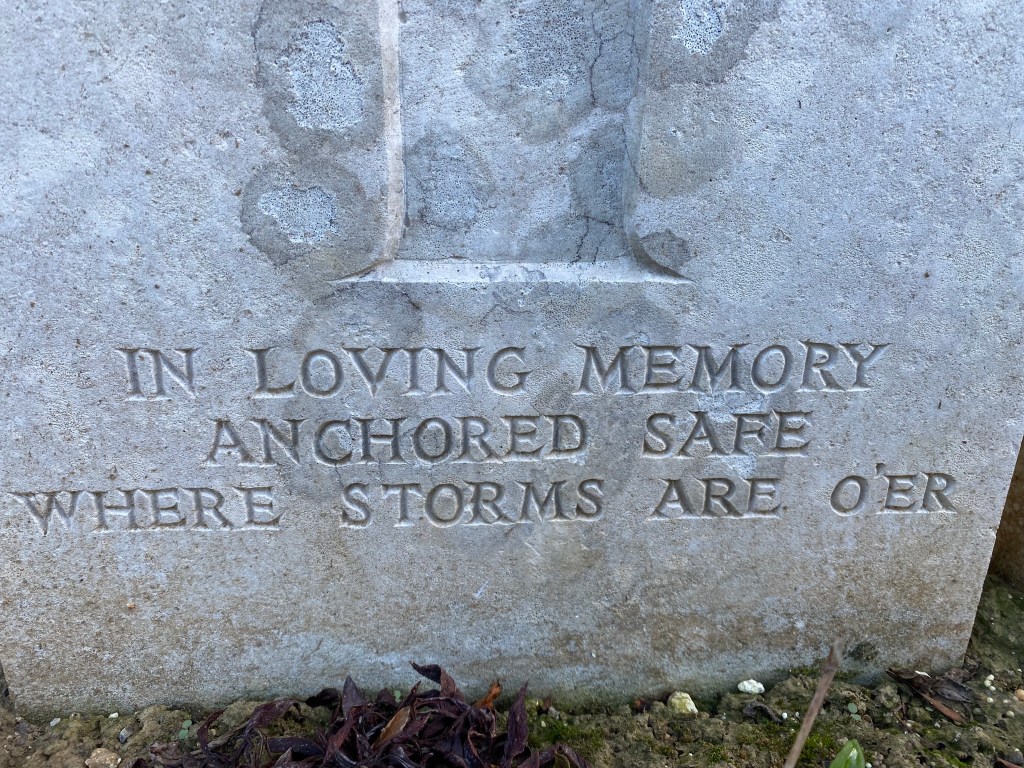 IN LOVING MEMORY
ANCHORED SAFE
WHERE STORMS ARE O'ER